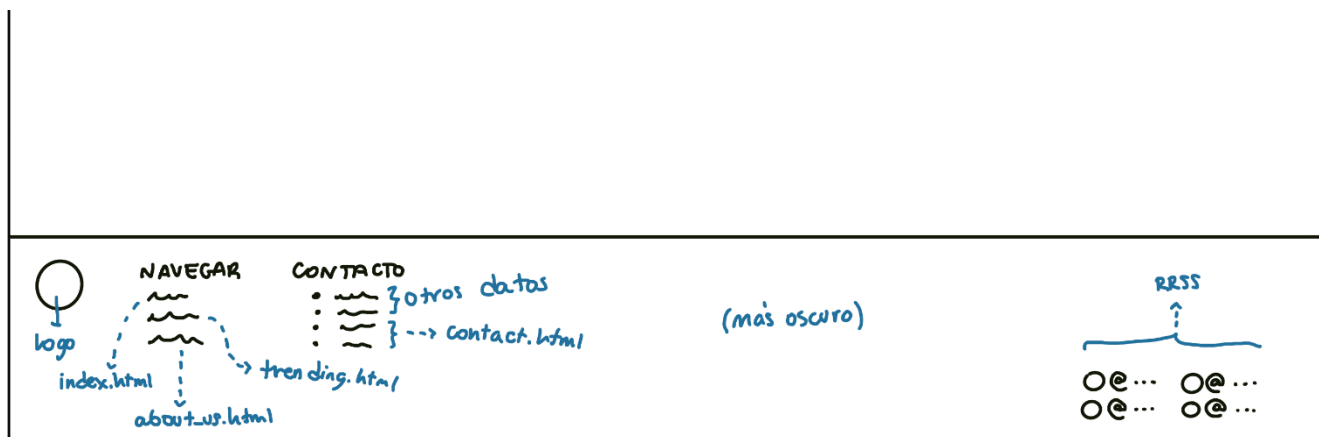 NAVEGAR
CONTACTO
otros datos
--> contact.html
Logo
index.html
trending.html
about_us.html
(más oscuro)
RRSS
@ ... @ ...
@ ... @ ...